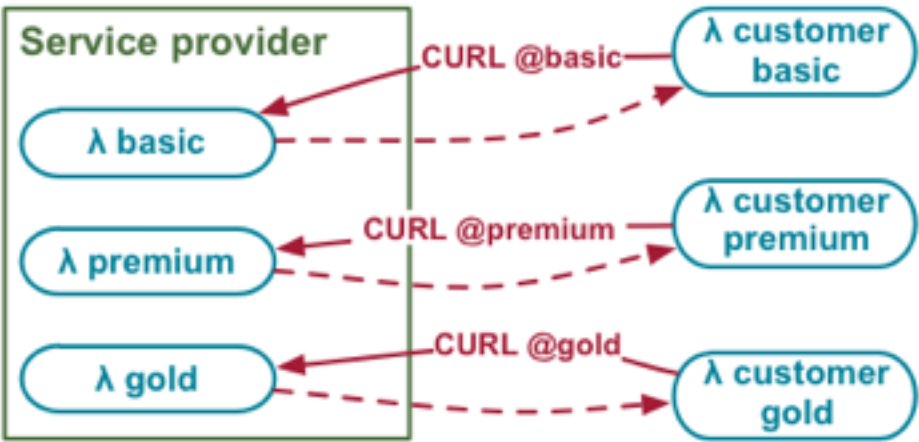 Service provider
CURL @basic
λ customer
basic
λ basic
CURL @premium
λ customer
premium
λ premium
CURL @gold
λ customer
gold
λ gold